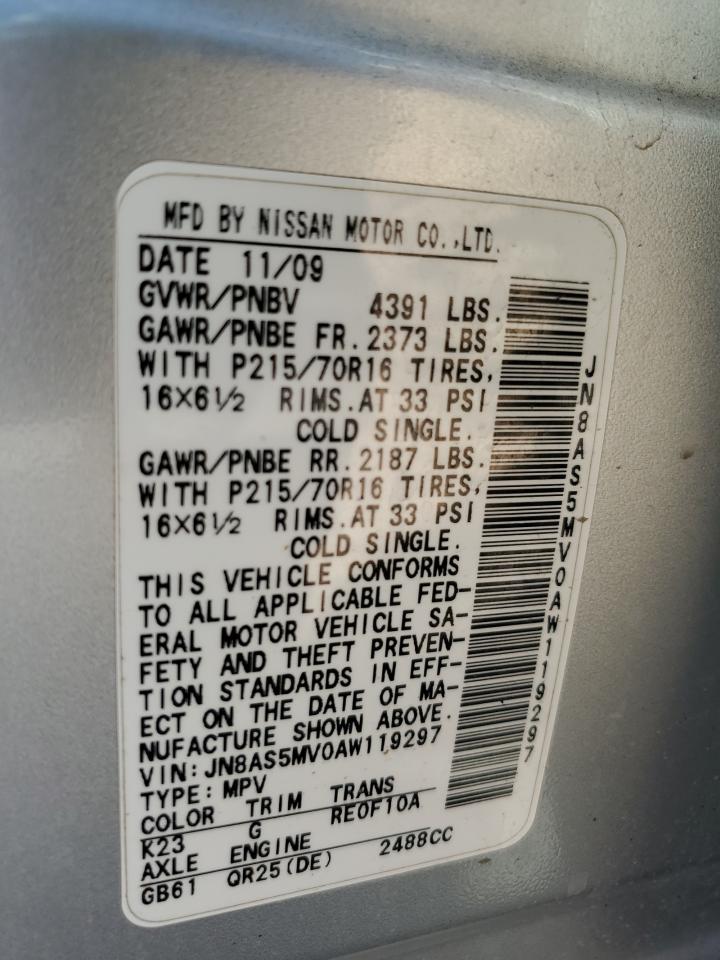 MFD BY NISSAN MOTOR CO.,LTD.
DATE 11/09
GVWR/PNBV 4391 LBS.
GAWR/PNBE FR. 2373 LBS.
WITH P215/70R16 TIRES,
16×6½ RIMS. AT 33 PSI
COLD SINGLE.
GAWR/PNBE RR. 2187 LBS.
WITH P215/70R16 TIRES,
16×6½ RIMS. AT 33 PSI
COLD SINGLE.
THIS VEHICLE CONFORMS
TO ALL APPLICABLE FED-
ERAL MOTOR VEHICLE SA-
FETY AND THEFT PREVEN-
TION STANDARDS IN EFF-
ECT ON THE DATE OF MA-
NUFACTURE SHOWN ABOVE.
VIN: JN8AS5MV0AW119297
TYPE: MPV
COLOR TRIM TRANS
K23 G RE0F10A
AXLE ENGINE
GB61 QR25(DE) 2488CC
JN8AS5MV0AW119297